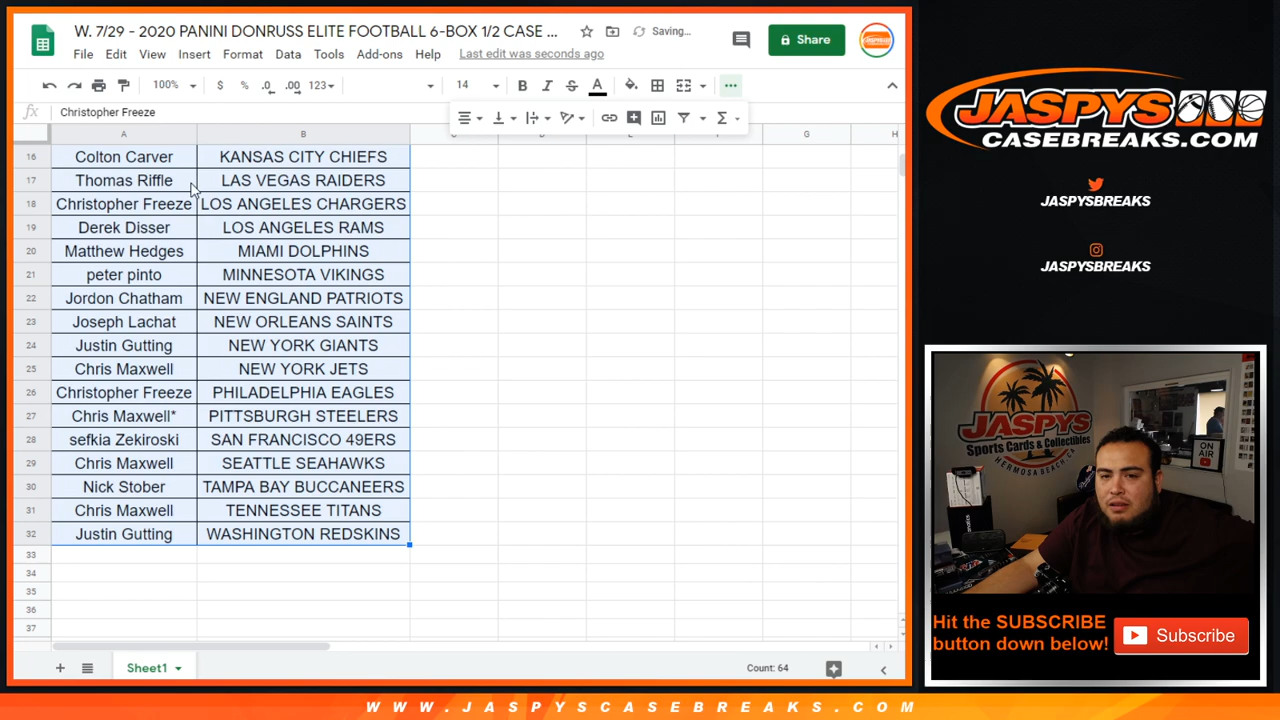 W. 7/29 - 2020 PANINI DONRUSS ELITE FOOTBALL 6-BOX 1/2 CASE ...
Saving...
Share
File Edit View Insert Format Data Tools Add-ons Help Last edit was seconds ago
100% $ % .0 .00 123 14 B I S A
fx Christopher Freeze
A B G H
16 Colton Carver KANSAS CITY CHIEFS
17 Thomas Riffle LAS VEGAS RAIDERS
18 Christopher Freeze LOS ANGELES CHARGERS
19 Derek Disser LOS ANGELES RAMS
20 Matthew Hedges MIAMI DOLPHINS
21 peter pinto MINNESOTA VIKINGS
22 Jordon Chatham NEW ENGLAND PATRIOTS
23 Joseph Lachat NEW ORLEANS SAINTS
24 Justin Gutting NEW YORK GIANTS
25 Chris Maxwell NEW YORK JETS
26 Christopher Freeze PHILADELPHIA EAGLES
27 Chris Maxwell* PITTSBURGH STEELERS
28 sefkia Zekiroski SAN FRANCISCO 49ERS
29 Chris Maxwell SEATTLE SEAHAWKS
30 Nick Stober TAMPA BAY BUCCANEERS
31 Chris Maxwell TENNESSEE TITANS
32 Justin Gutting WASHINGTON REDSKINS
33
34
35
36
37
Sheet1
Count: 64
JASPYS
CASEBREAKS.COM
JASPYSBREAKS
JASPYSBREAKS
JASPYS
Sports Cards & Collectibles
HERMOSA BEACH, CA
ON AIR
Hit the SUBSCRIBE
button down below!
Subscribe
WWW.JASPYSCASEBREAKS.COM